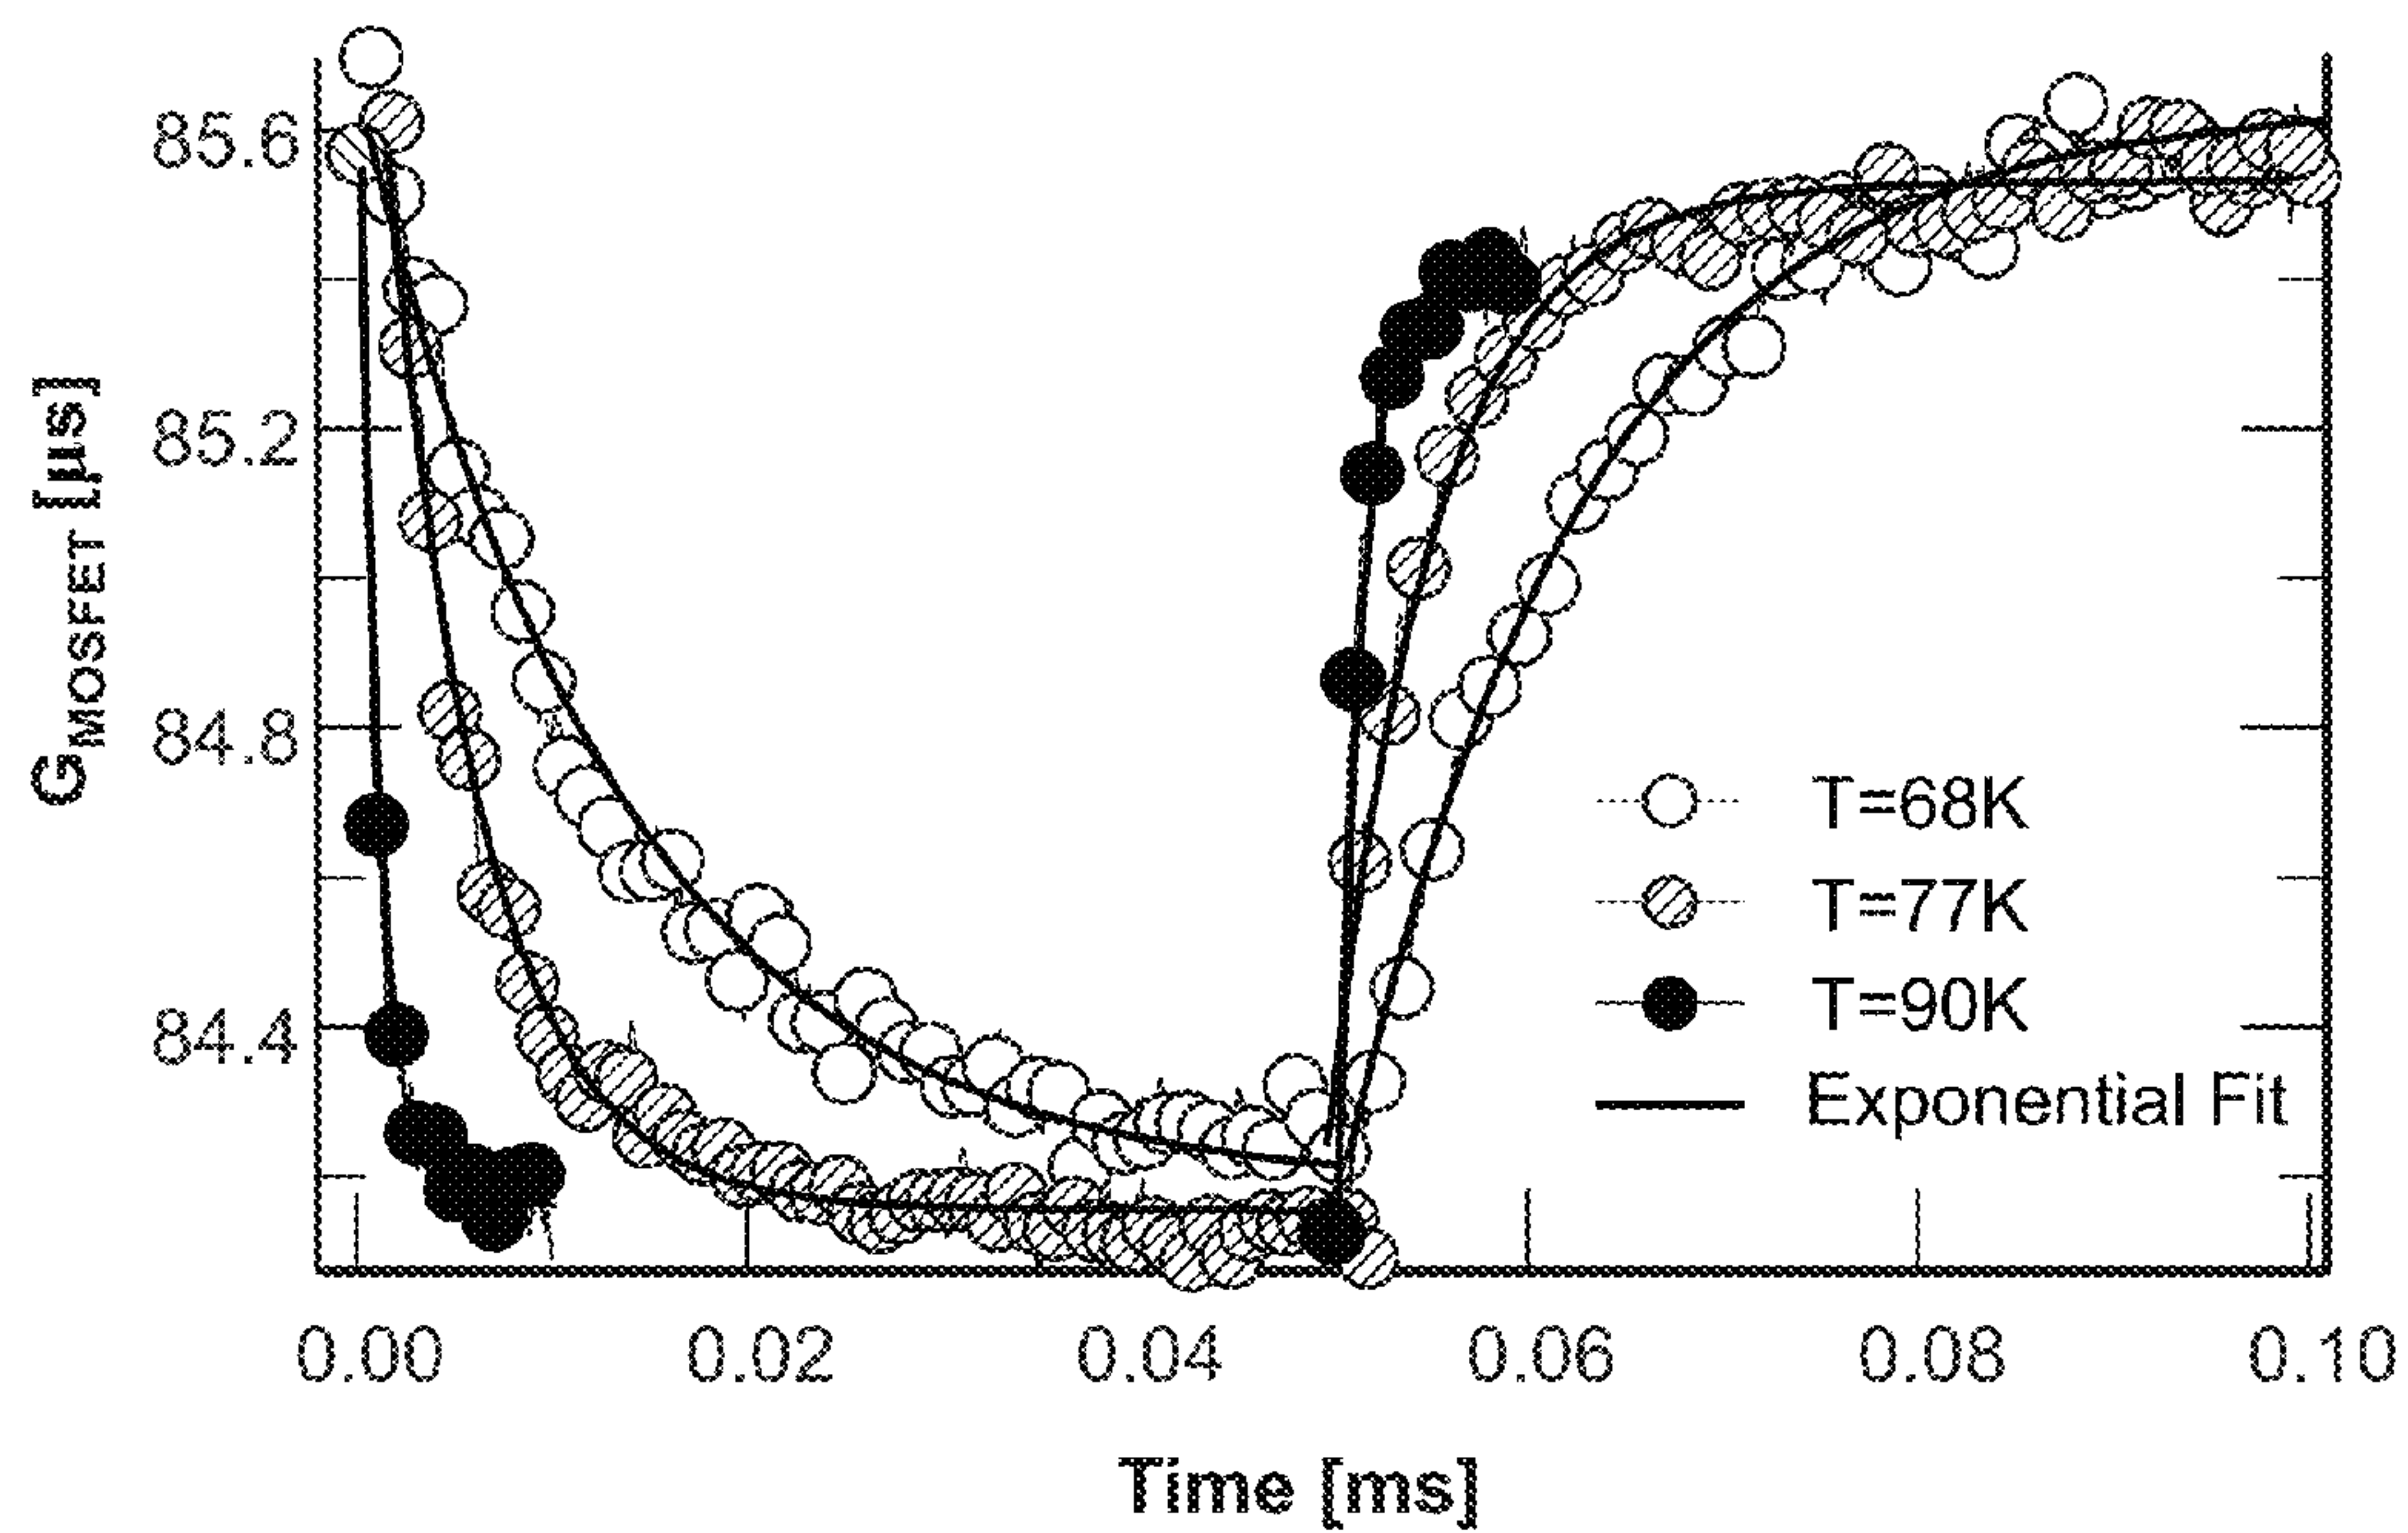 85.6
85.2
84.8
84.4
G_MOSFET [µs]
T=68K
T=77K
T=90K
Exponential Fit
0.00 0.02 0.04 0.06 0.08 0.10
Time [ms]